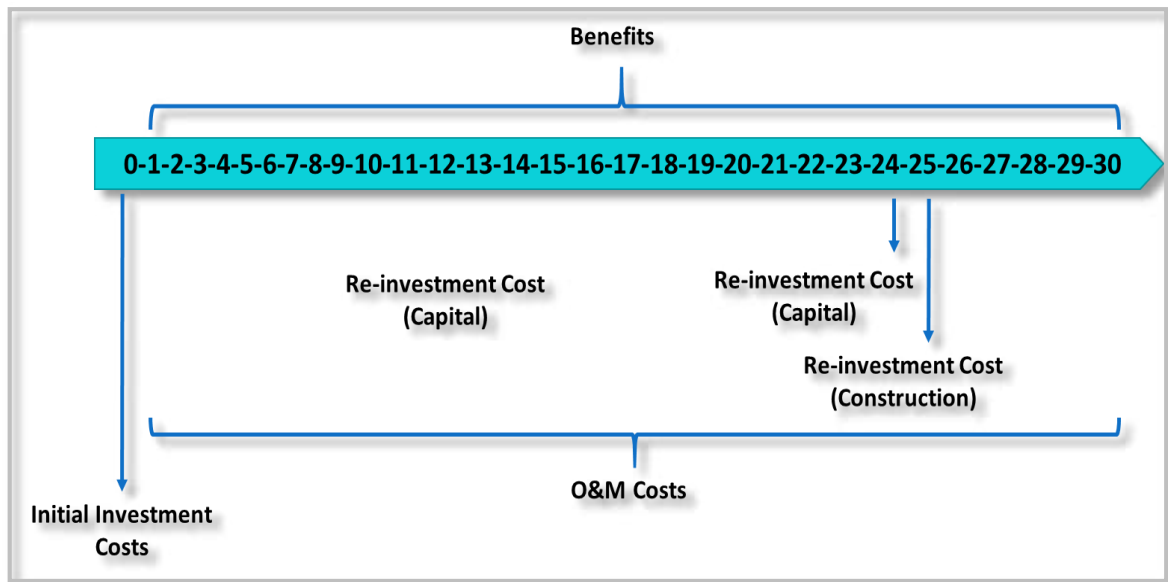 Benefits
0-1-2-3-4-5-6-7-8-9-10-11-12-13-14-15-16-17-18-19-20-21-22-23-24-25-26-27-28-29-30
Re-investment Cost
(Capital)
Re-investment Cost
(Capital)
Re-investment Cost
(Construction)
O&M Costs
Initial Investment
Costs